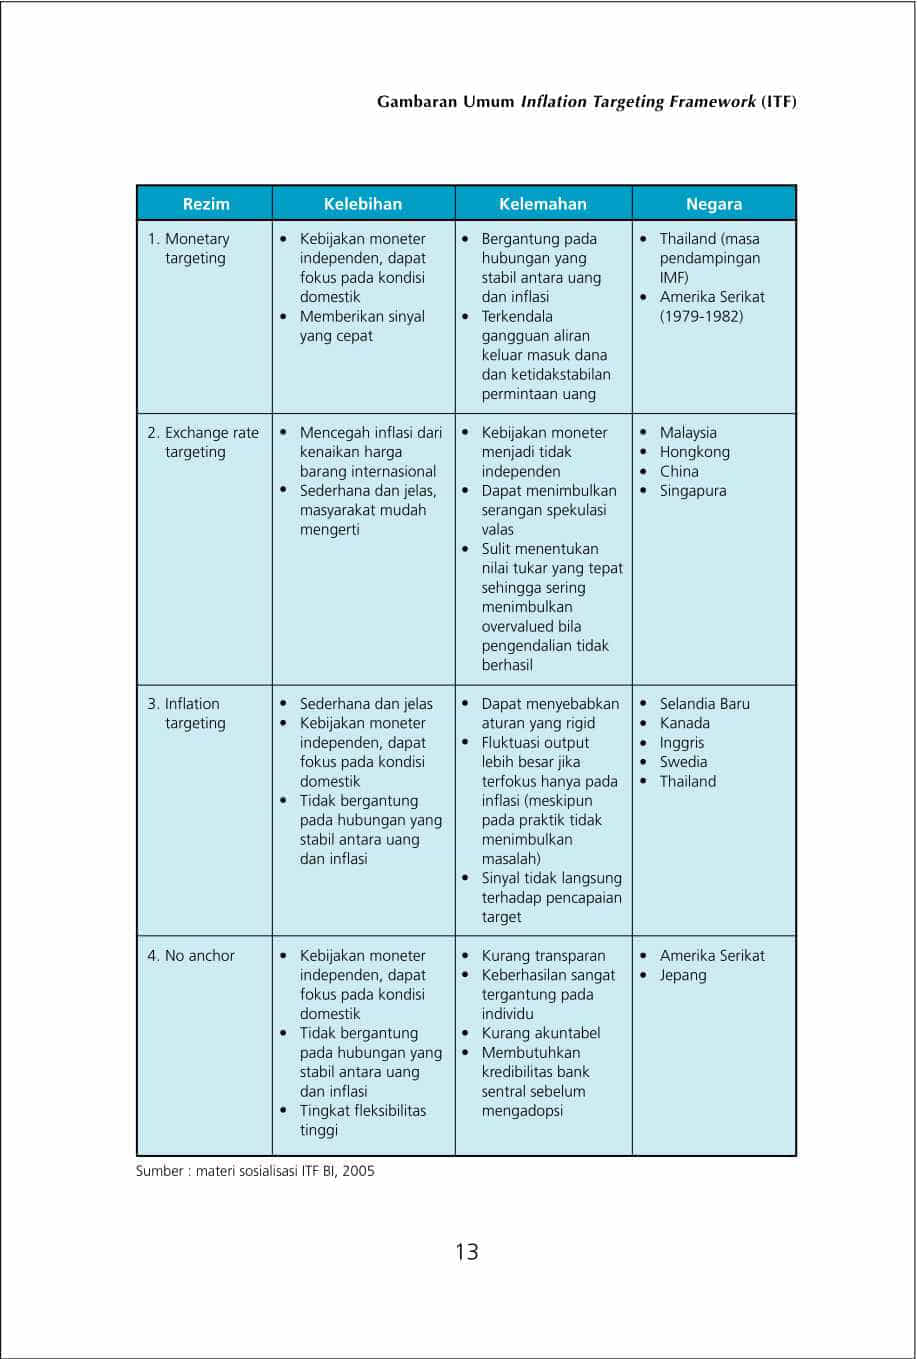 Gambaran Umum Inflation Targeting Framework (ITF)
Rezim
Kelebihan
Kelemahan
Negara
1. Monetary
targeting
• Kebijakan moneter
independen, dapat
fokus pada kondisi
domestik
• Memberikan sinyal
yang cepat
• Bergantung pada
hubungan yang
stabil antara uang
dan inflasi
• Terkendala
gangguan aliran
keluar masuk dana
dan ketidakstabilan
permintaan uang
• Thailand (masa
pendampingan
IMF)
• Amerika Serikat
(1979-1982)
2. Exchange rate
targeting
• Mencegah inflasi dari
kenaikan harga
barang internasional
• Sederhana dan jelas,
masyarakat mudah
mengerti
• Kebijakan moneter
menjadi tidak
independen
• Dapat menimbulkan
serangan spekulasi
valas
• Sulit menentukan
nilai tukar yang tepat
sehingga sering
menimbulkan
overvalued bila
pengendalian tidak
berhasil
• Malaysia
• Hongkong
• China
• Singapura
3. Inflation
targeting
• Sederhana dan jelas
• Kebijakan moneter
independen, dapat
fokus pada kondisi
domestik
• Tidak bergantung
pada hubungan yang
stabil antara uang
dan inflasi
• Dapat menyebabkan
aturan yang rigid
• Fluktuasi output
lebih besar jika
terfokus hanya pada
inflasi (meskipun
pada praktik tidak
menimbulkan
masalah)
• Sinyal tidak langsung
terhadap pencapaian
target
• Selandia Baru
• Kanada
• Inggris
• Swedia
• Thailand
4. No anchor
• Kebijakan moneter
independen, dapat
fokus pada kondisi
domestik
• Tidak bergantung
pada hubungan yang
stabil antara uang
dan inflasi
• Tingkat fleksibilitas
tinggi
• Kurang transparan
• Keberhasilan sangat
tergantung pada
individu
• Kurang akuntabel
• Membutuhkan
kredibilitas bank
sentral sebelum
mengadopsi
• Amerika Serikat
• Jepang
Sumber : materi sosialisasi ITF BI, 2005
13